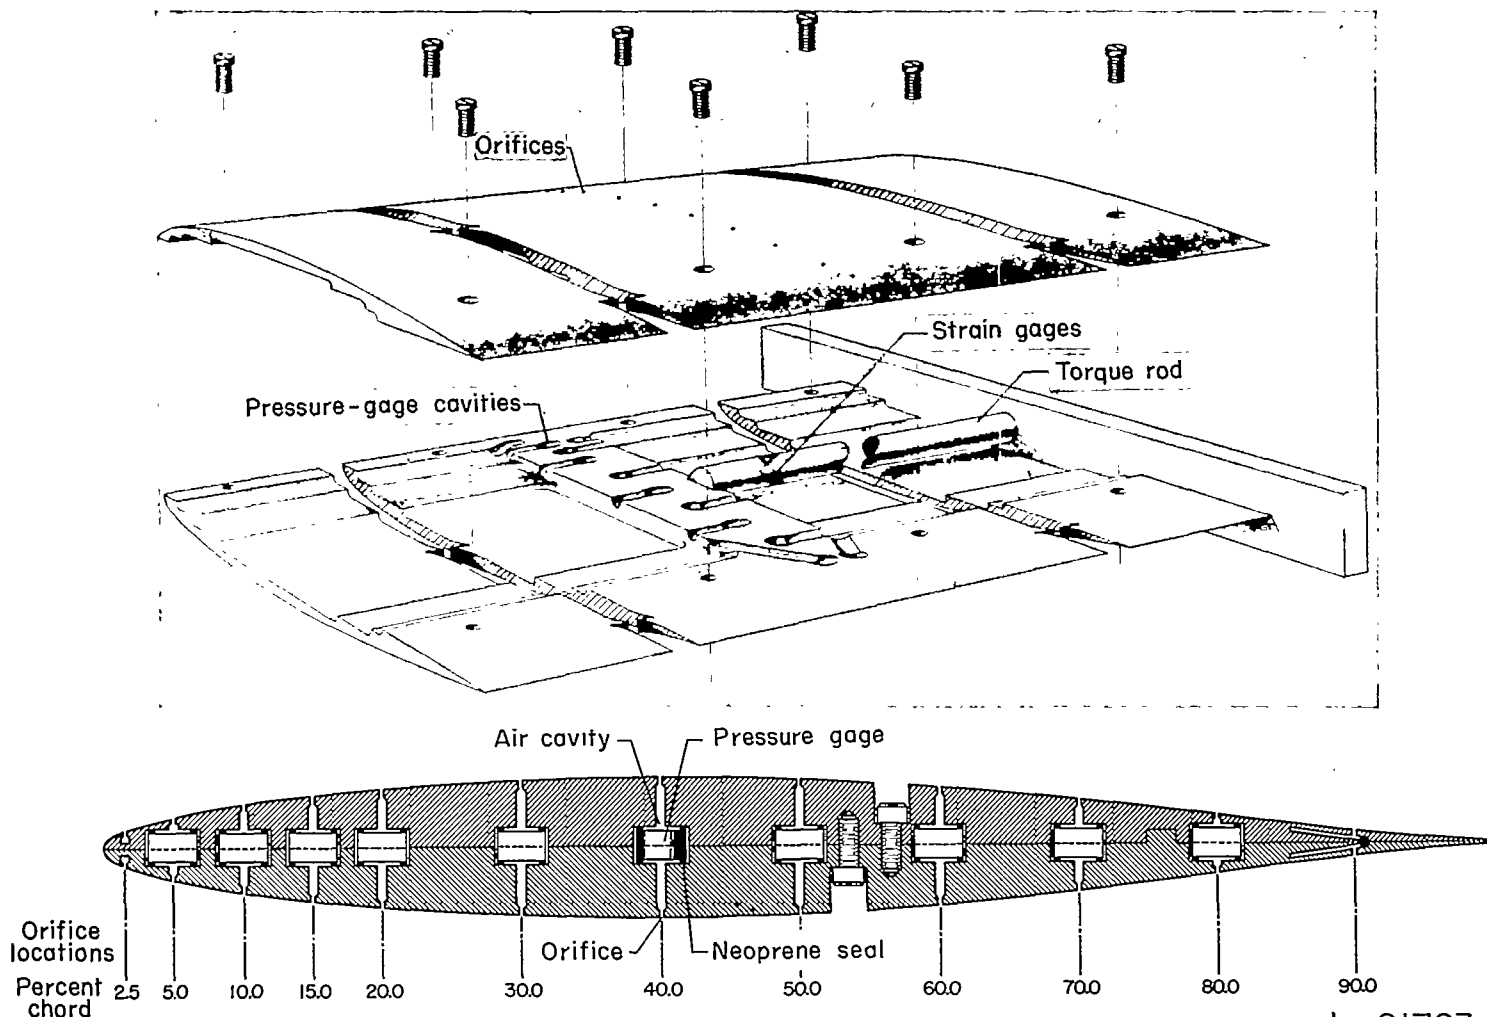 Orifices
Strain gages
Torque rod
Pressure-gage cavities
Air cavity
Pressure gage
Orifice
Neoprene seal
Orifice
locations
Percent
chord
2.5 5.0 10.0 15.0 20.0 30.0 40.0 50.0 60.0 70.0 80.0 90.0